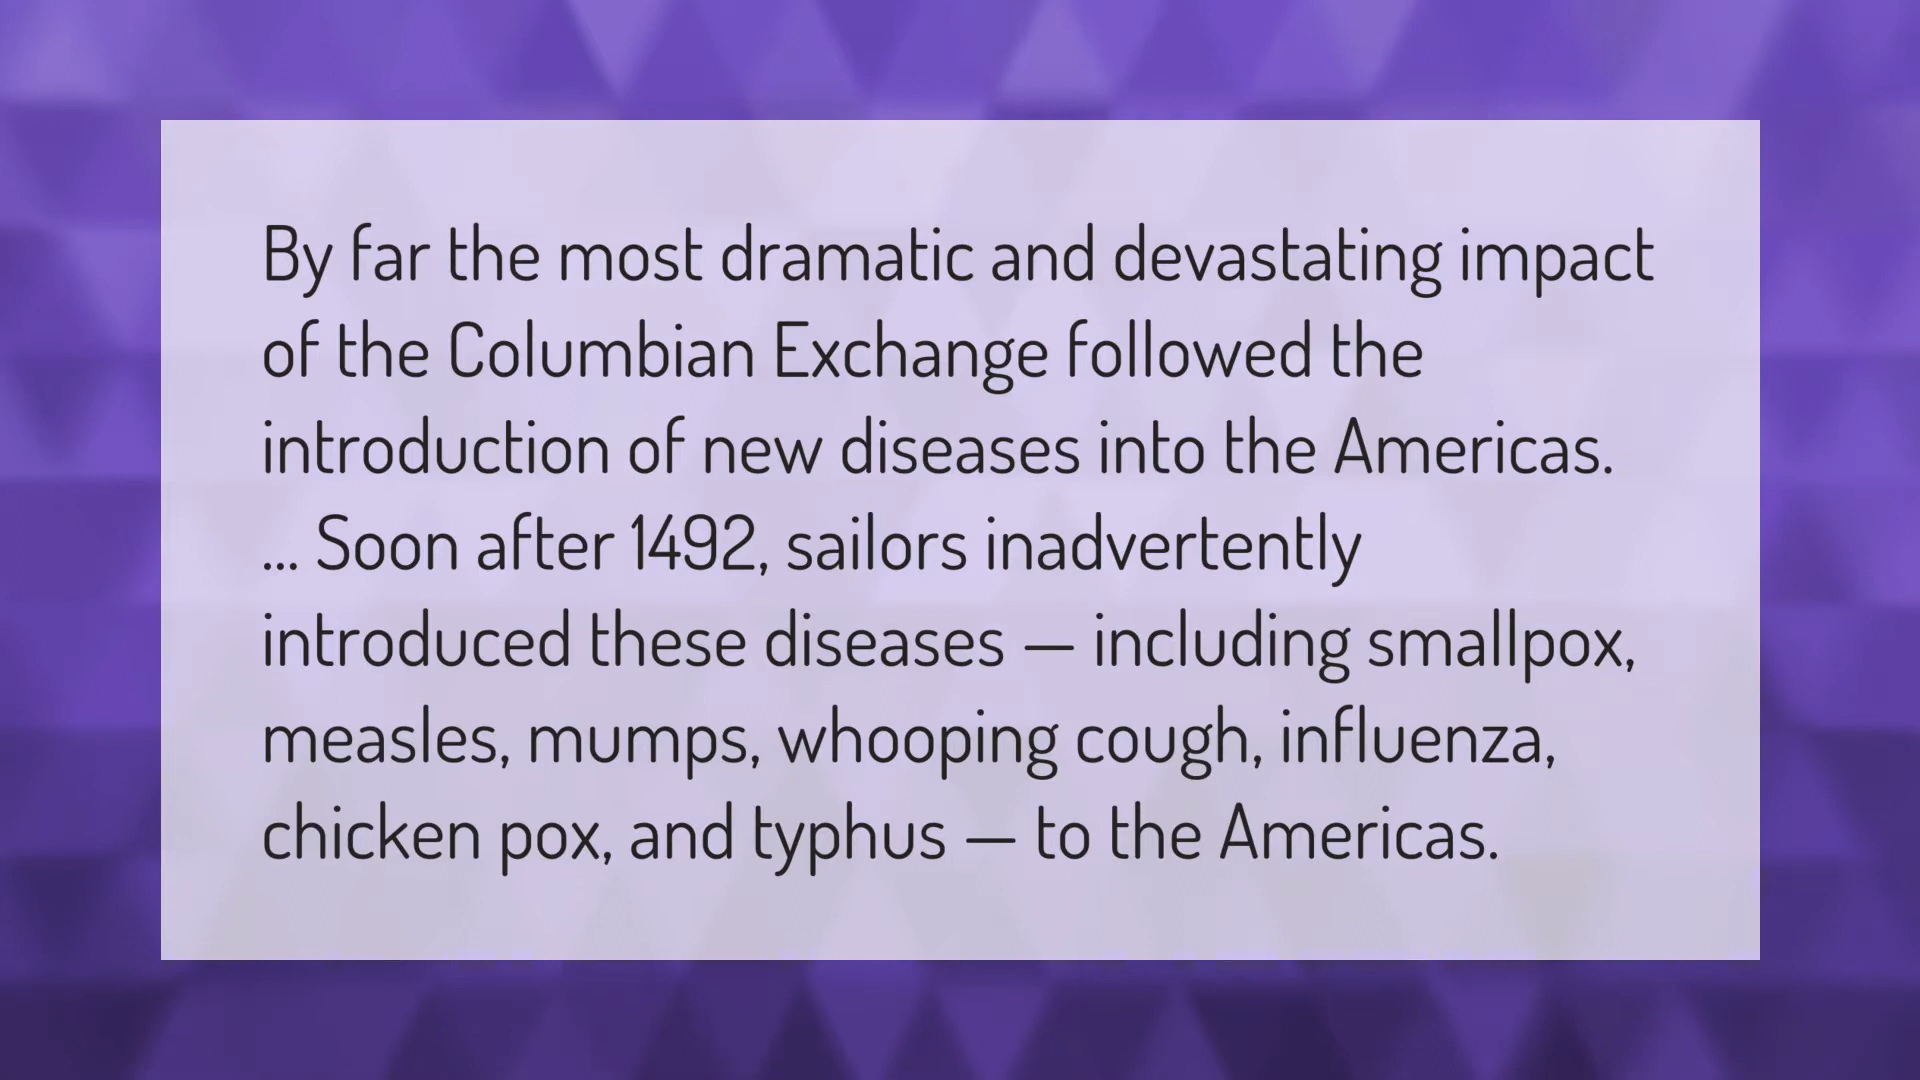 By far the most dramatic and devastating impact
of the Columbian Exchange followed the
introduction of new diseases into the Americas.
... Soon after 1492, sailors inadvertently
introduced these diseases — including smallpox,
measles, mumps, whooping cough, influenza,
chicken pox, and typhus — to the Americas.